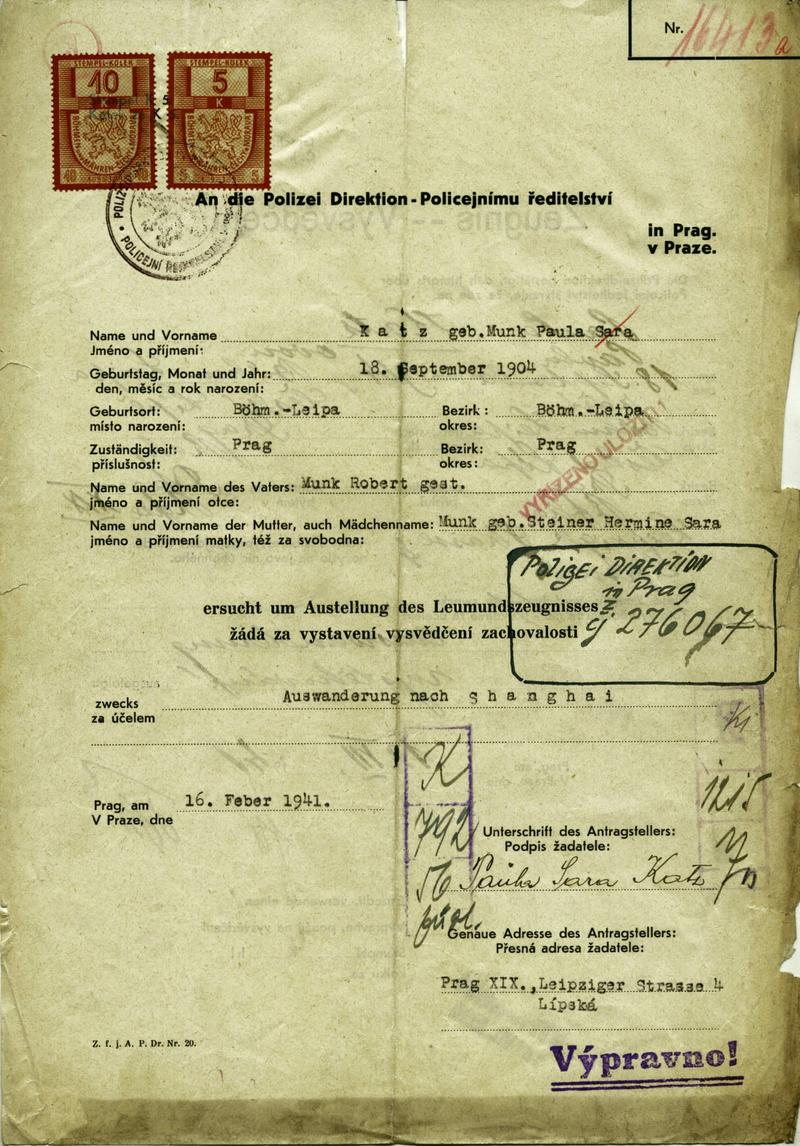 Nr. 16413a
STEMPEL-KOLEK STEMPEL-KOLEK
10 5
K K
An die Polizei Direktion - Policejnímu ředitelství
in Prag.
v Praze.
POLICEJNÍ
Name und Vorname K a t z geb.Munk Paula Sara
Jméno a příjmení:
Geburtstag, Monat und Jahr: 18. September 1904
den, měsíc a rok narození:
Geburtsort: Böhm.-Leipa Bezirk: Böhm.-Leipa
místo narození: okres:
Zuständigkeit: Prag Bezirk: Prag
příslušnost: okres:
VYŘÍZENO ULOŽIT!
Name und Vorname des Vaters: Munk Robert gest.
jméno a příjmení otce:
Name und Vorname der Mutter, auch Mädchenname: Munk geb.Steiner Hermine Sara
jméno a příjmení matky, též za svobodna:
POLIZEI DIREKTION
in Prag
ersucht um Austellung des Leumundszeugnisses
žádá za vystavení vysvědčení zachovalosti
276067
zwecks Auswanderung nach S h a n g h a i
za účelem
K
Prag, am 16. Feber 1941.
V Praze, dne
1215
792
Unterschrift des Antragstellers:
Podpis žadatele:
56 Paula Sara Katz
Genaue Adresse des Antragstellers:
Přesná adresa žadatele:
Prag XIX.,Leipziger Strasse 4
Lípská
Z. f. j. A. P. Dr. Nr. 20.
Výpravno!